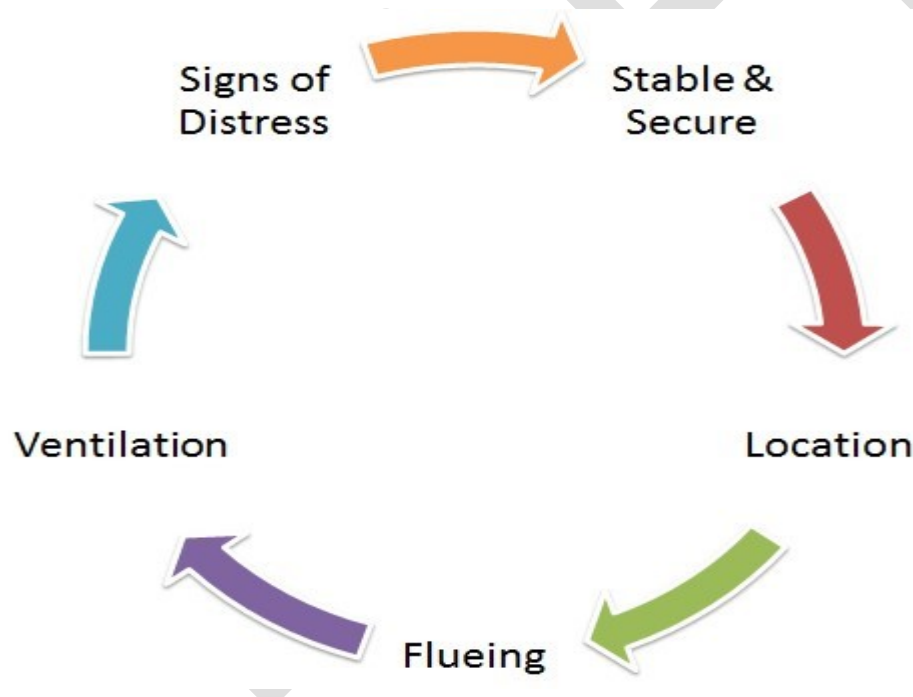 Signs of
Distress
Stable &
Secure
Location
Flueing
Ventilation